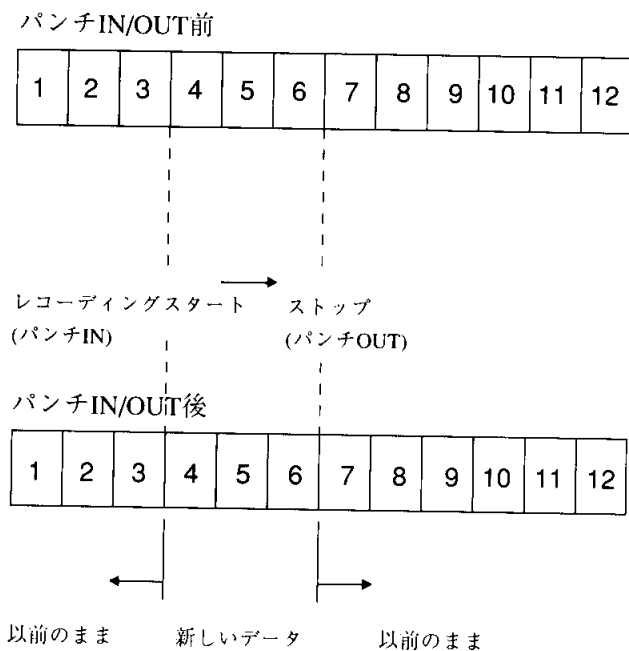 パンチIN/OUT前
1 2 3 4 5 6 7 8 9 10 11 12
レコーディングスタート ストップ
(パンチIN) (パンチOUT)
パンチIN/OUT後
1 2 3 4 5 6 7 8 9 10 11 12
以前のまま 新しいデータ 以前のまま